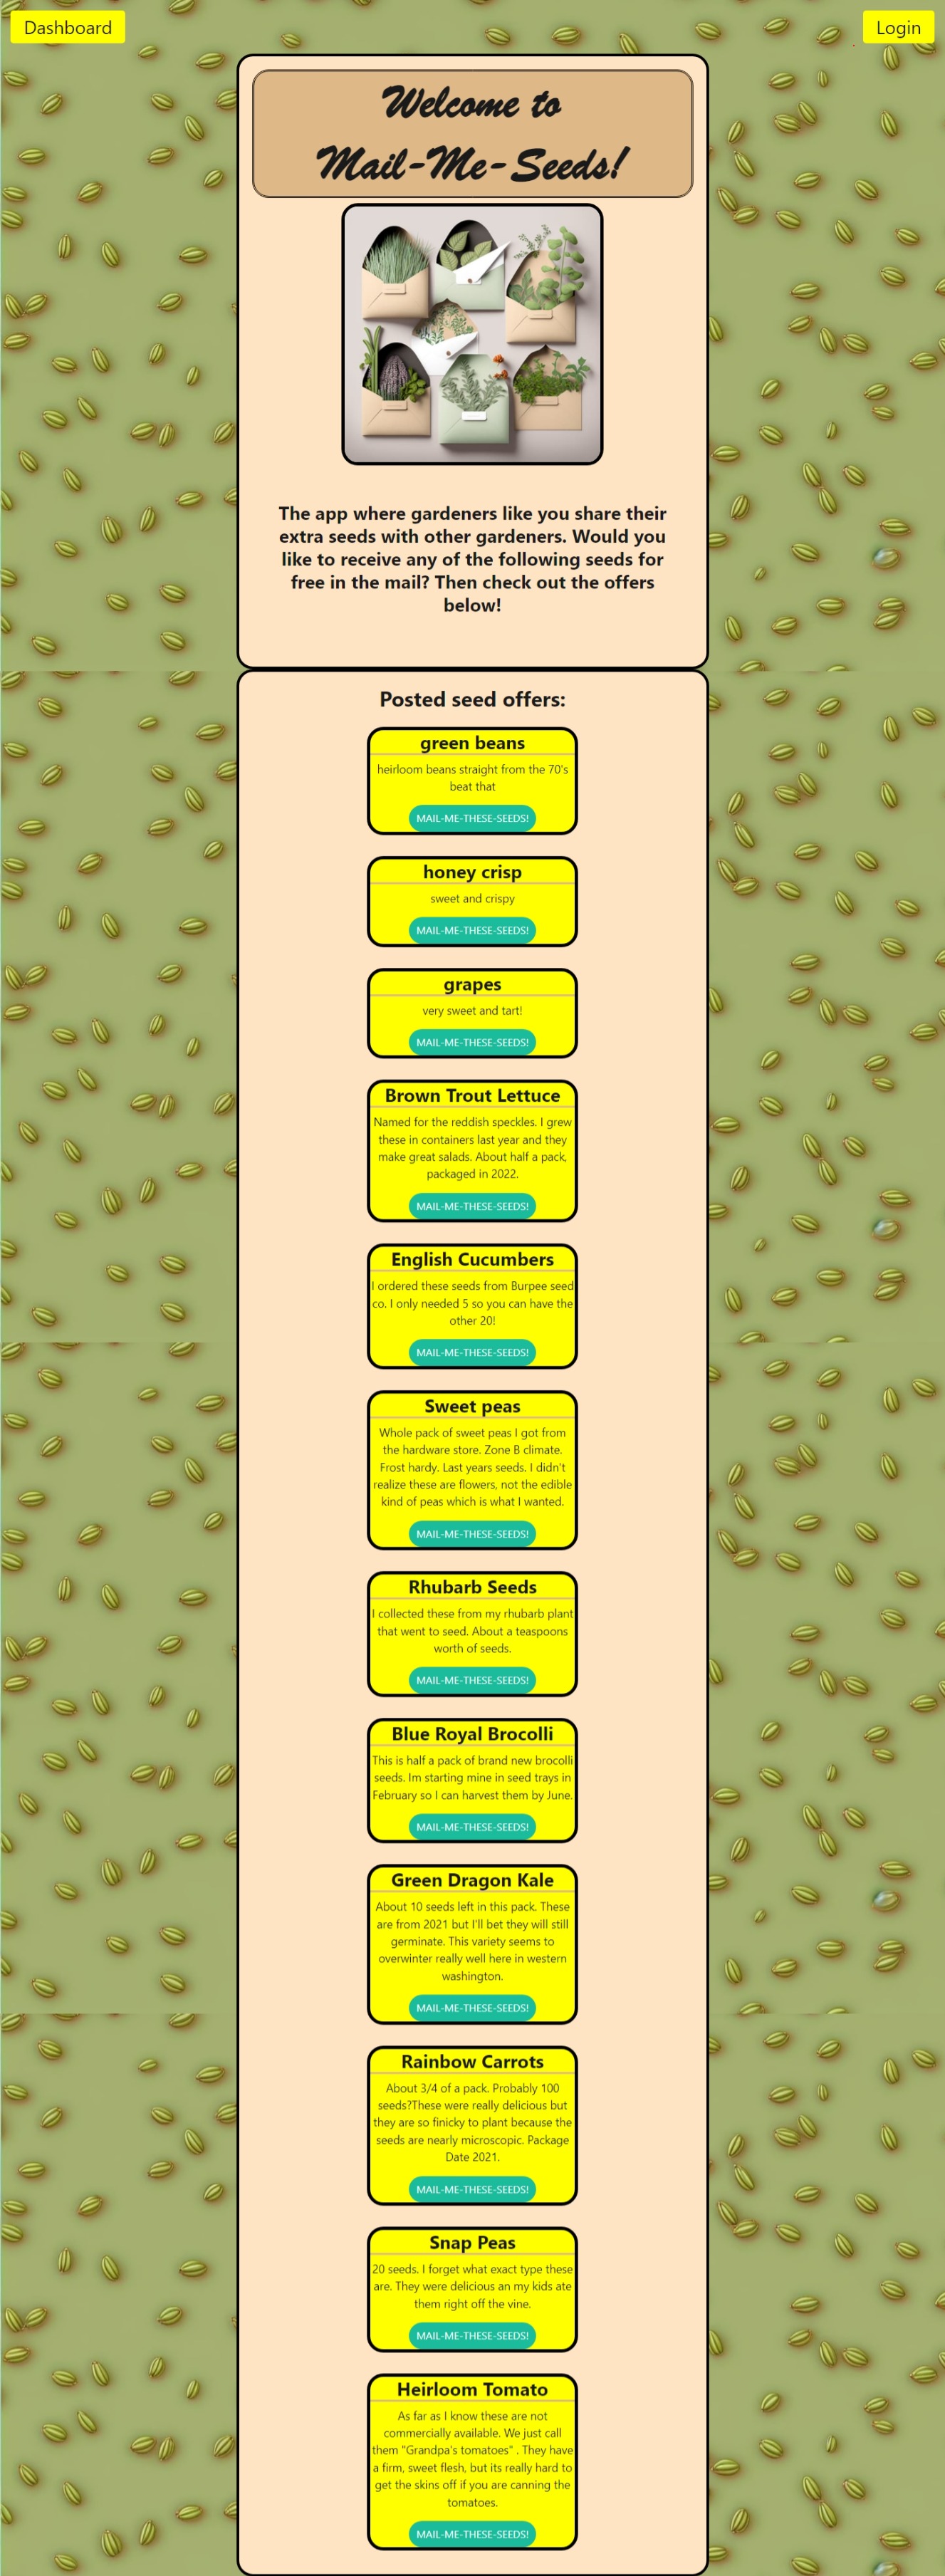 Dashboard
Login
Welcome to
Mail-Me-Seeds!
The app where gardeners like you share their
extra seeds with other gardeners. Would you
like to receive any of the following seeds for
free in the mail? Then check out the offers
below!
Posted seed offers:
green beans
heirloom beans straight from the 70's
beat that
MAIL-ME-THESE-SEEDS!
honey crisp
sweet and crispy
MAIL-ME-THESE-SEEDS!
grapes
very sweet and tart!
MAIL-ME-THESE-SEEDS!
Brown Trout Lettuce
Named for the reddish speckles. I grew
these in containers last year and they
make great salads. About half a pack,
packaged in 2022.
MAIL-ME-THESE-SEEDS!
English Cucumbers
I ordered these seeds from Burpee seed
co. I only needed 5 so you can have the
other 20!
MAIL-ME-THESE-SEEDS!
Sweet peas
Whole pack of sweet peas I got from
the hardware store. Zone B climate.
Frost hardy. Last years seeds. I didn't
realize these are flowers, not the edible
kind of peas which is what I wanted.
MAIL-ME-THESE-SEEDS!
Rhubarb Seeds
I collected these from my rhubarb plant
that went to seed. About a teaspoons
worth of seeds.
MAIL-ME-THESE-SEEDS!
Blue Royal Brocolli
This is half a pack of brand new brocolli
seeds. Im starting mine in seed trays in
February so I can harvest them by June.
MAIL-ME-THESE-SEEDS!
Green Dragon Kale
About 10 seeds left in this pack. These
are from 2021 but I'll bet they will still
germinate. This variety seems to
overwinter really well here in western
washington.
MAIL-ME-THESE-SEEDS!
Rainbow Carrots
About 3/4 of a pack. Probably 100
seeds?These were really delicious but
they are so finicky to plant because the
seeds are nearly microscopic. Package
Date 2021.
MAIL-ME-THESE-SEEDS!
Snap Peas
20 seeds. I forget what exact type these
are. They were delicious an my kids ate
them right off the vine.
MAIL-ME-THESE-SEEDS!
Heirloom Tomato
As far as I know these are not
commercially available. We just call
them "Grandpa's tomatoes" . They have
a firm, sweet flesh, but its really hard to
get the skins off if you are canning the
tomatoes.
MAIL-ME-THESE-SEEDS!